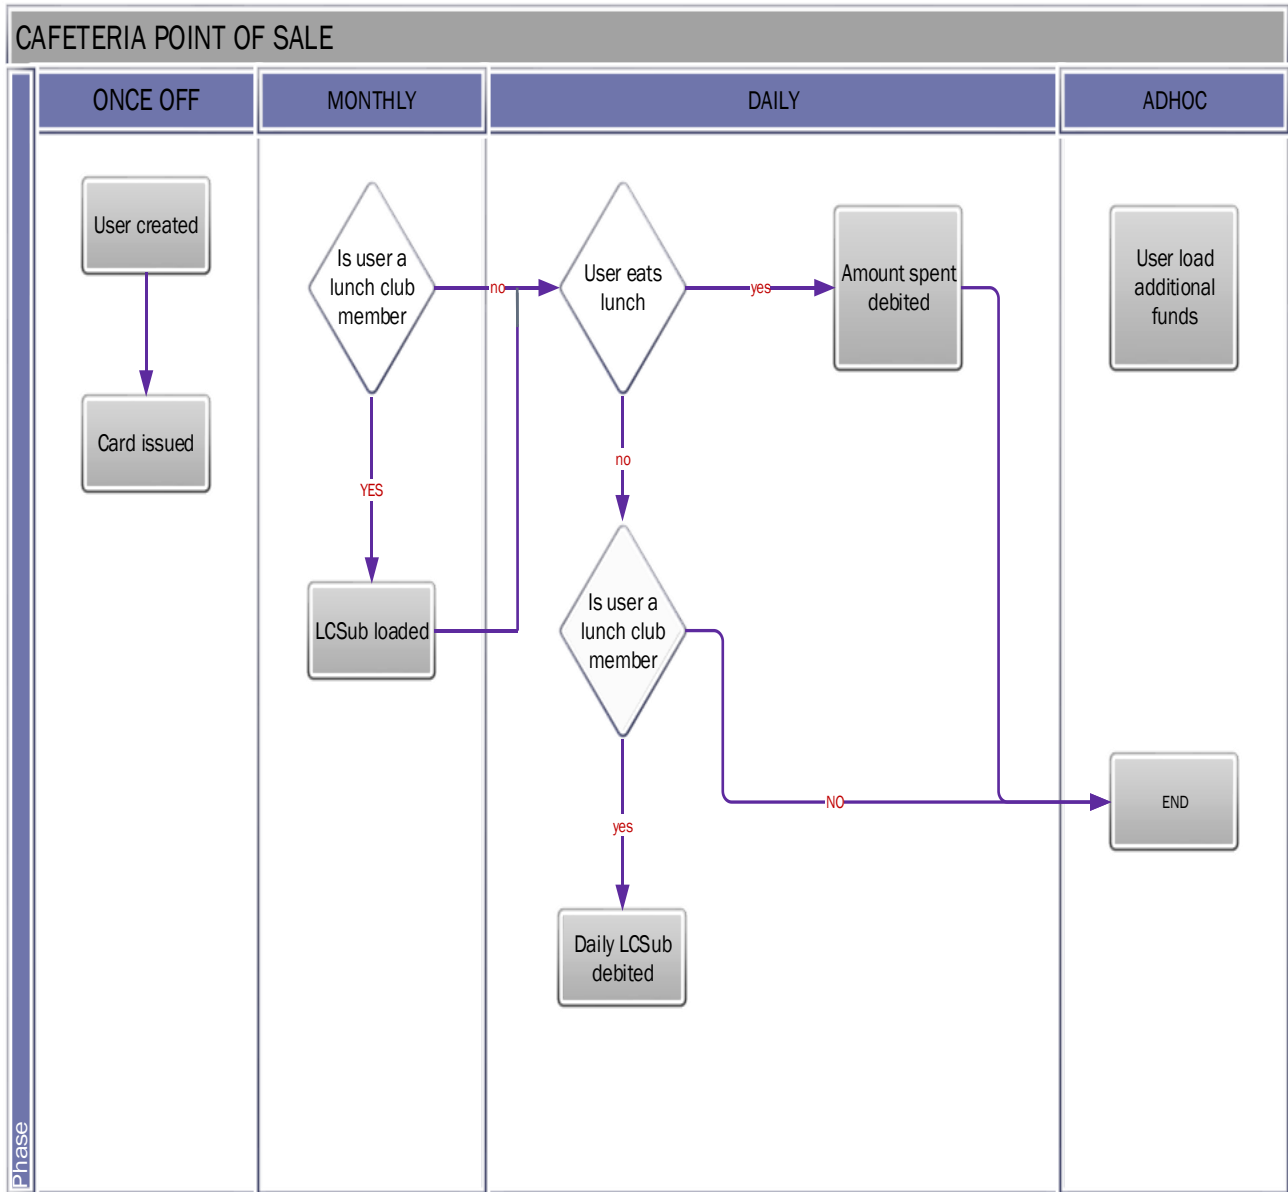 CAFETERIA POINT OF SALE
Phase
ONCE OFF
MONTHLY
DAILY
ADHOC
User created
Card issued
Is user a
lunch club
member
no
YES
LCSub loaded
User eats
lunch
yes
no
Is user a
lunch club
member
NO
yes
Daily LCSub
debited
Amount spent
debited
User load
additional
funds
END